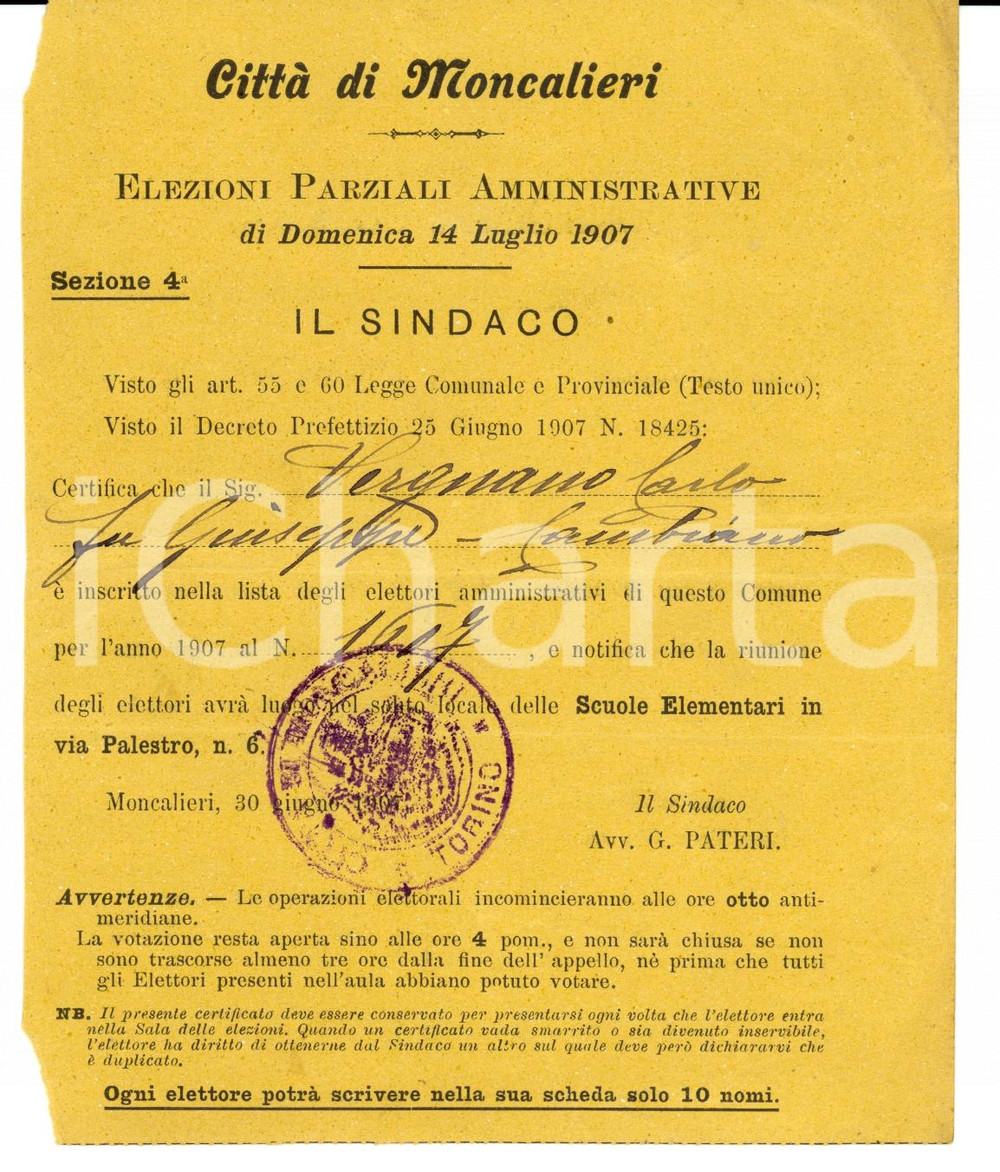 Città di Moncalieri
ELEZIONI PARZIALI AMMINISTRATIVE
di Domenica 14 Luglio 1907
Sezione 4ª
IL SINDACO
Visto gli art. 55 e 60 Legge Comunale e Provinciale (Testo unico);
Visto il Decreto Prefettizio 25 Giugno 1907 N. 18425:
Certifica che il Sig. Vergnano Carlo
fu Giuseppe - Cambiano
è inscritto nella lista degli elettori amministrativi di questo Comune
per l'anno 1907 al N. 1607, e notifica che la riunione
degli elettori avrà luogo nel solito locale delle Scuole Elementari in
via Palestro, n. 6.
Moncalieri, 30 giugno 1907.
Il Sindaco
Avv. G. PATERI.
TORINO
Avvertenze. — Le operazioni elettorali incomincieranno alle ore otto anti-
meridiane.
La votazione resta aperta sino alle ore 4 pom., e non sarà chiusa se non
sono trascorse almeno tre ore dalla fine dell' appello, nè prima che tutti
gli Elettori presenti nell'aula abbiano potuto votare.
NB. Il presente certificato deve essere conservato per presentarsi ogni volta che l'elettore entra
nella Sala delle elezioni. Quando un certificato vada smarrito o sia divenuto inservibile,
l'elettore ha diritto di ottenerne dal Sindaco un altro sul quale deve però dichiararvi che
è duplicato.
Ogni elettore potrà scrivere nella sua scheda solo 10 nomi.
iCharta